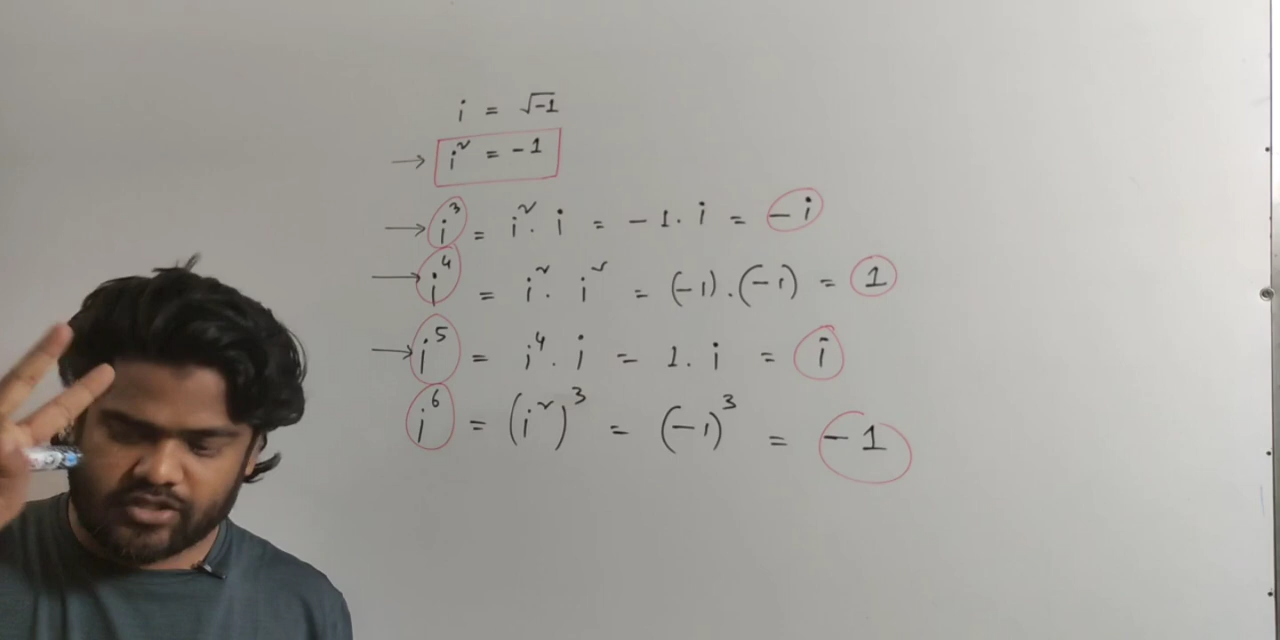 i = √-1
→ i² = -1
→ i³ = i² . i = -1 . i = -i
→ i⁴ = i² . i² = (-1) . (-1) = 1
→ i⁵ = i⁴ . i = 1 . i = i
i⁶ = (i²)³ = (-1)³ = -1